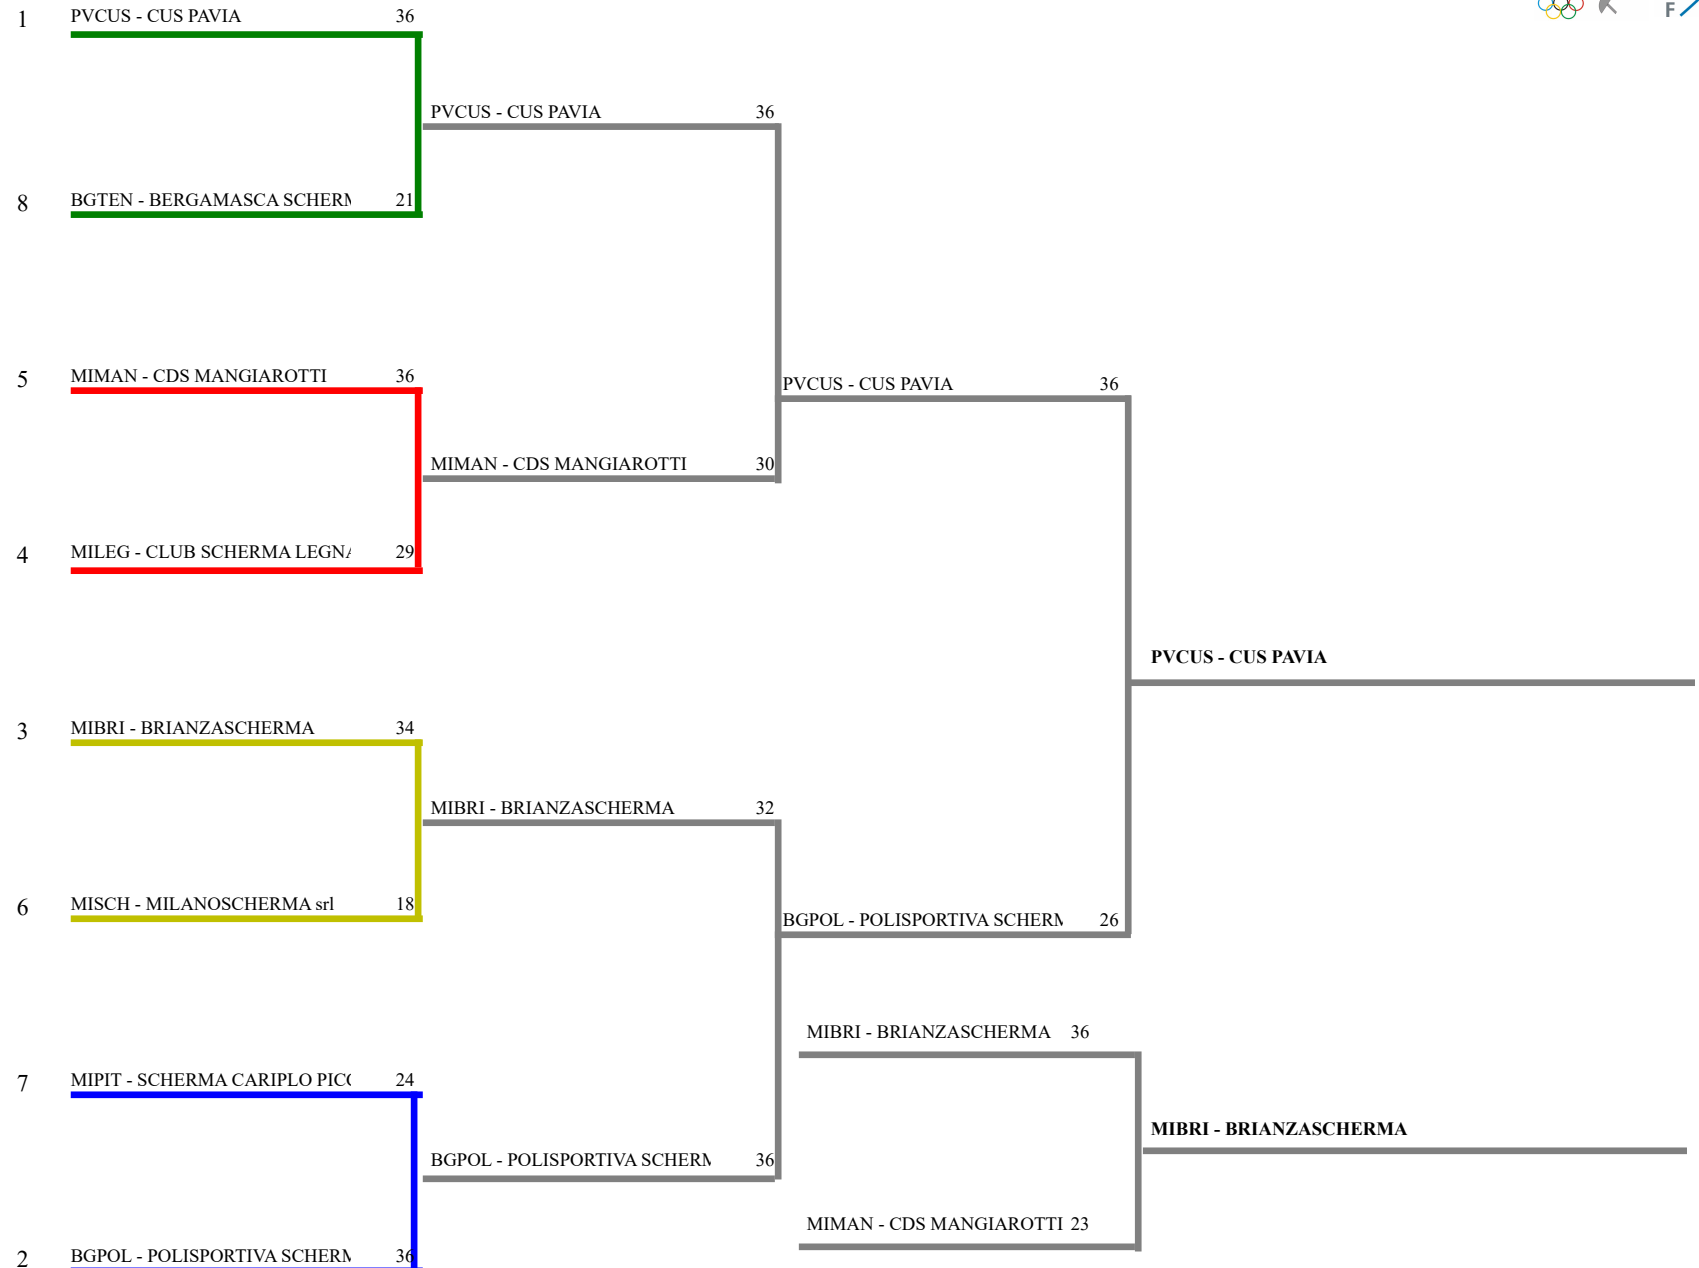 F
1 PVCUS - CUS PAVIA 36
PVCUS - CUS PAVIA 36
8 BGTEN - BERGAMASCA SCHERM 21
5 MIMAN - CDS MANGIAROTTI 36
PVCUS - CUS PAVIA 36
MIMAN - CDS MANGIAROTTI 30
4 MILEG - CLUB SCHERMA LEGNA 29
PVCUS - CUS PAVIA
3 MIBRI - BRIANZASCHERMA 34
MIBRI - BRIANZASCHERMA 32
6 MISCH - MILANOSCHERMA srl 18
BGPOL - POLISPORTIVA SCHERM 26
MIBRI - BRIANZASCHERMA 36
7 MIPIT - SCHERMA CARIPLO PICC 24
MIBRI - BRIANZASCHERMA
BGPOL - POLISPORTIVA SCHERM 36
MIMAN - CDS MANGIAROTTI 23
2 BGPOL - POLISPORTIVA SCHERM 36